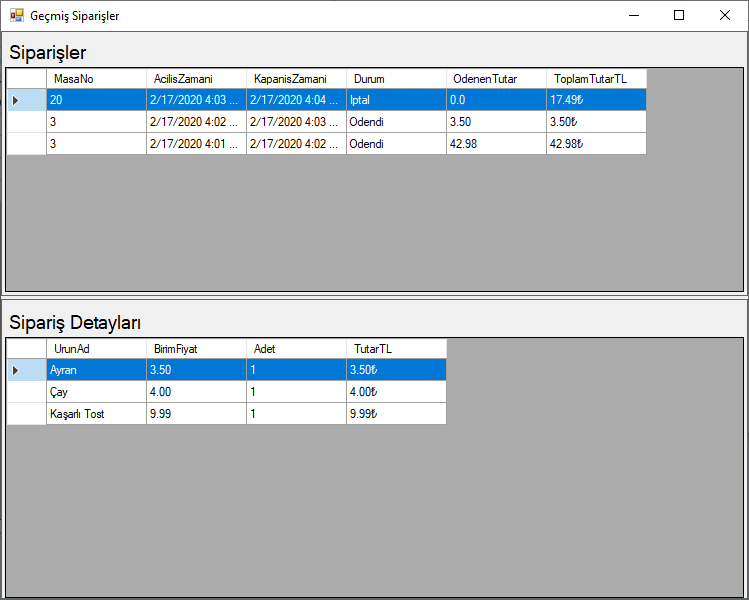 Geçmiş Siparişler
Siparişler
MasaNo AcilisZamani KapanisZamani Durum OdenenTutar ToplamTutarTL
20 2/17/2020 4:03 ... 2/17/2020 4:04 ... Iptal 0.0 17.49₺
3 2/17/2020 4:02 ... 2/17/2020 4:03 ... Odendi 3.50 3.50₺
3 2/17/2020 4:01 ... 2/17/2020 4:02 ... Odendi 42.98 42.98₺
Sipariş Detayları
UrunAd BirimFiyat Adet TutarTL
Ayran 3.50 1 3.50₺
Çay 4.00 1 4.00₺
Kaşarlı Tost 9.99 1 9.99₺